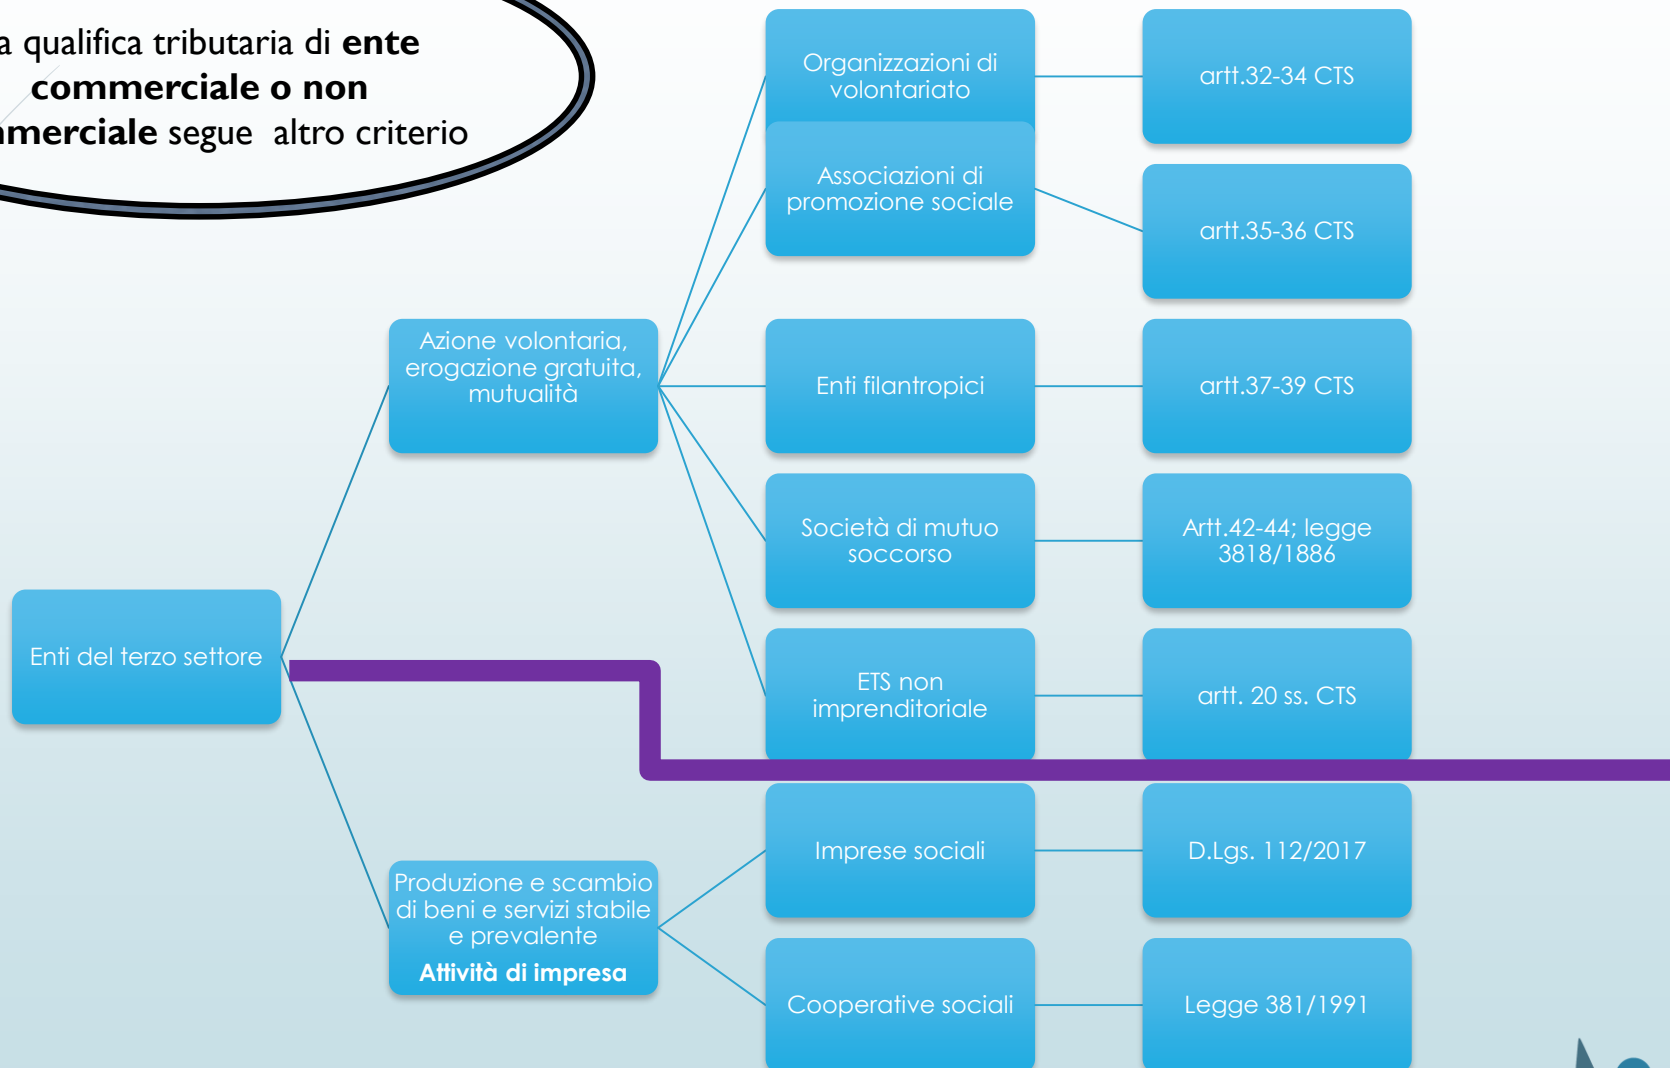 a qualifica tributaria di ente
commerciale o non
merciale segue altro criterio
Organizzazioni di
volontariato
artt.32-34 CTS
Associazioni di
promozione sociale
artt.35-36 CTS
Azione volontaria,
erogazione gratuita,
mutualità
Enti filantropici
artt.37-39 CTS
Società di mutuo
soccorso
Artt.42-44; legge
3818/1886
Enti del terzo settore
ETS non
imprenditoriale
artt. 20 ss. CTS
Produzione e scambio
di beni e servizi stabile
e prevalente
Attività di impresa
Imprese sociali
D.Lgs. 112/2017
Cooperative sociali
Legge 381/1991